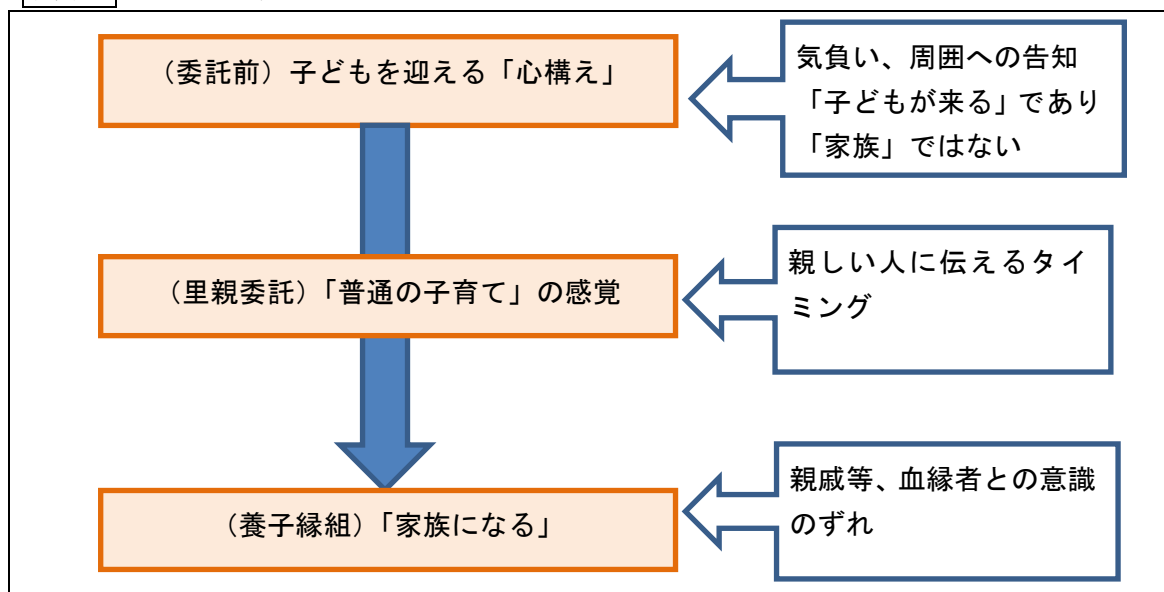 （委託前）子どもを迎える「心構え」
気負い、周囲への告知
「子どもが来る」であり
「家族」ではない
（里親委託）「普通の子育て」の感覚
親しい人に伝えるタイ
ミング
（養子縁組）「家族になる」
親戚等、血縁者との意識
のずれ